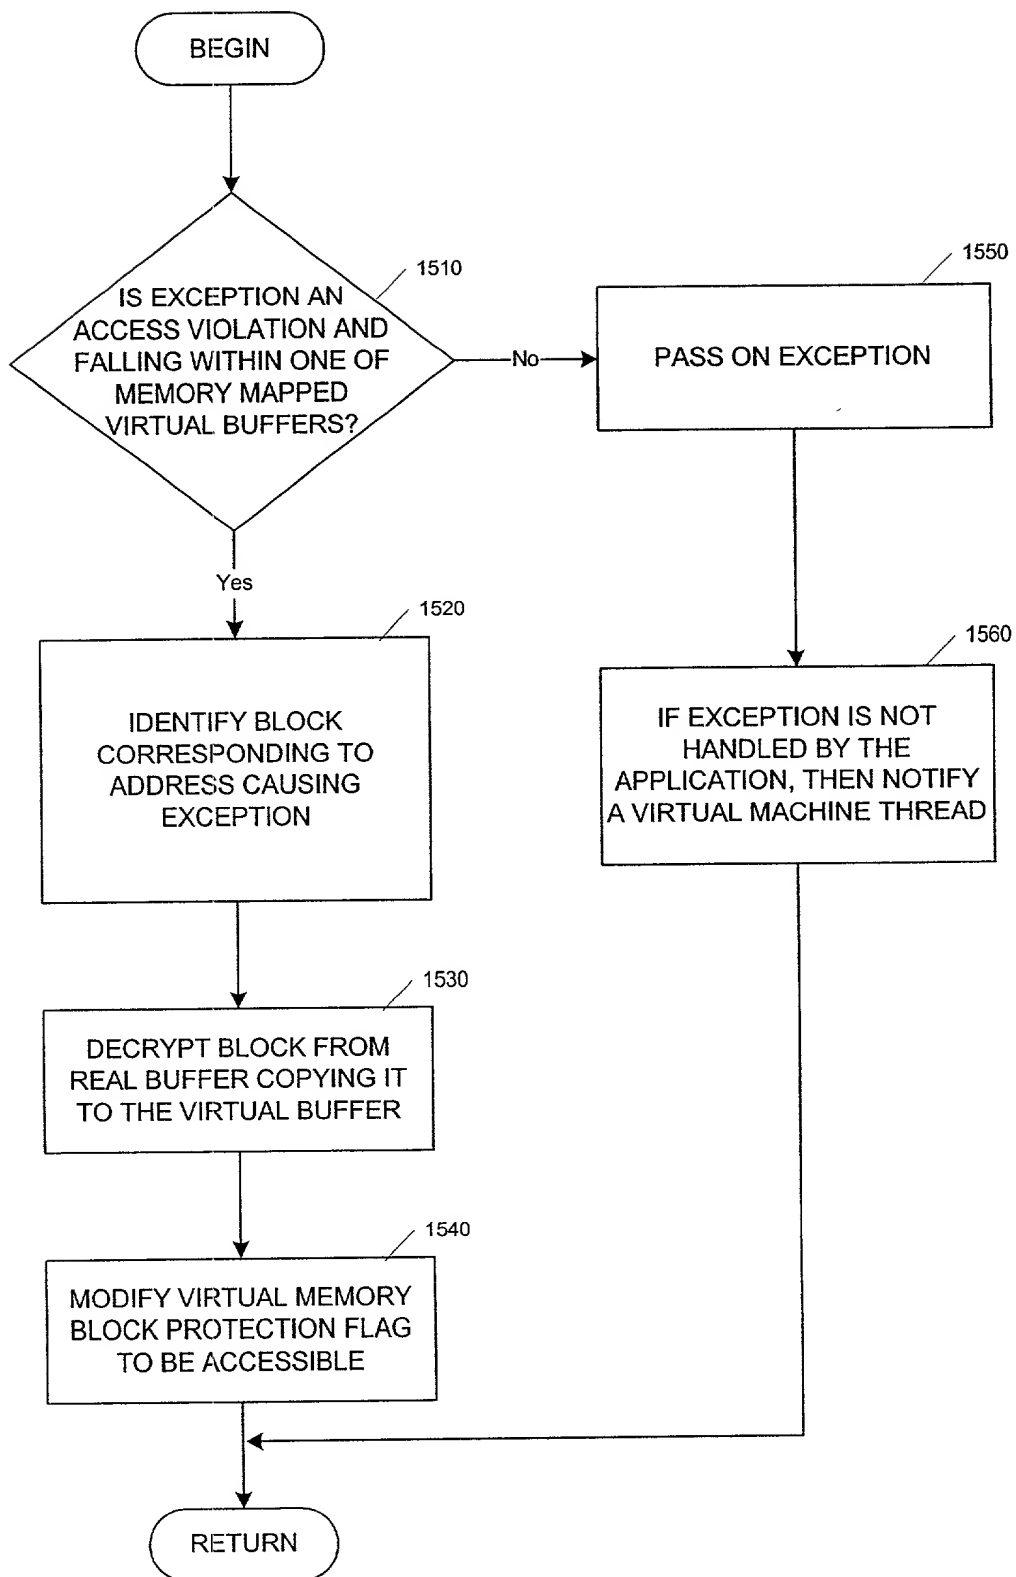 BEGIN
1510
IS EXCEPTION AN
ACCESS VIOLATION AND
FALLING WITHIN ONE OF
MEMORY MAPPED
VIRTUAL BUFFERS?
No
1550
PASS ON EXCEPTION
Yes
1520
IDENTIFY BLOCK
CORRESPONDING TO
ADDRESS CAUSING
EXCEPTION
1560
IF EXCEPTION IS NOT
HANDLED BY THE
APPLICATION, THEN NOTIFY
A VIRTUAL MACHINE THREAD
1530
DECRYPT BLOCK FROM
REAL BUFFER COPYING IT
TO THE VIRTUAL BUFFER
1540
MODIFY VIRTUAL MEMORY
BLOCK PROTECTION FLAG
TO BE ACCESSIBLE
RETURN